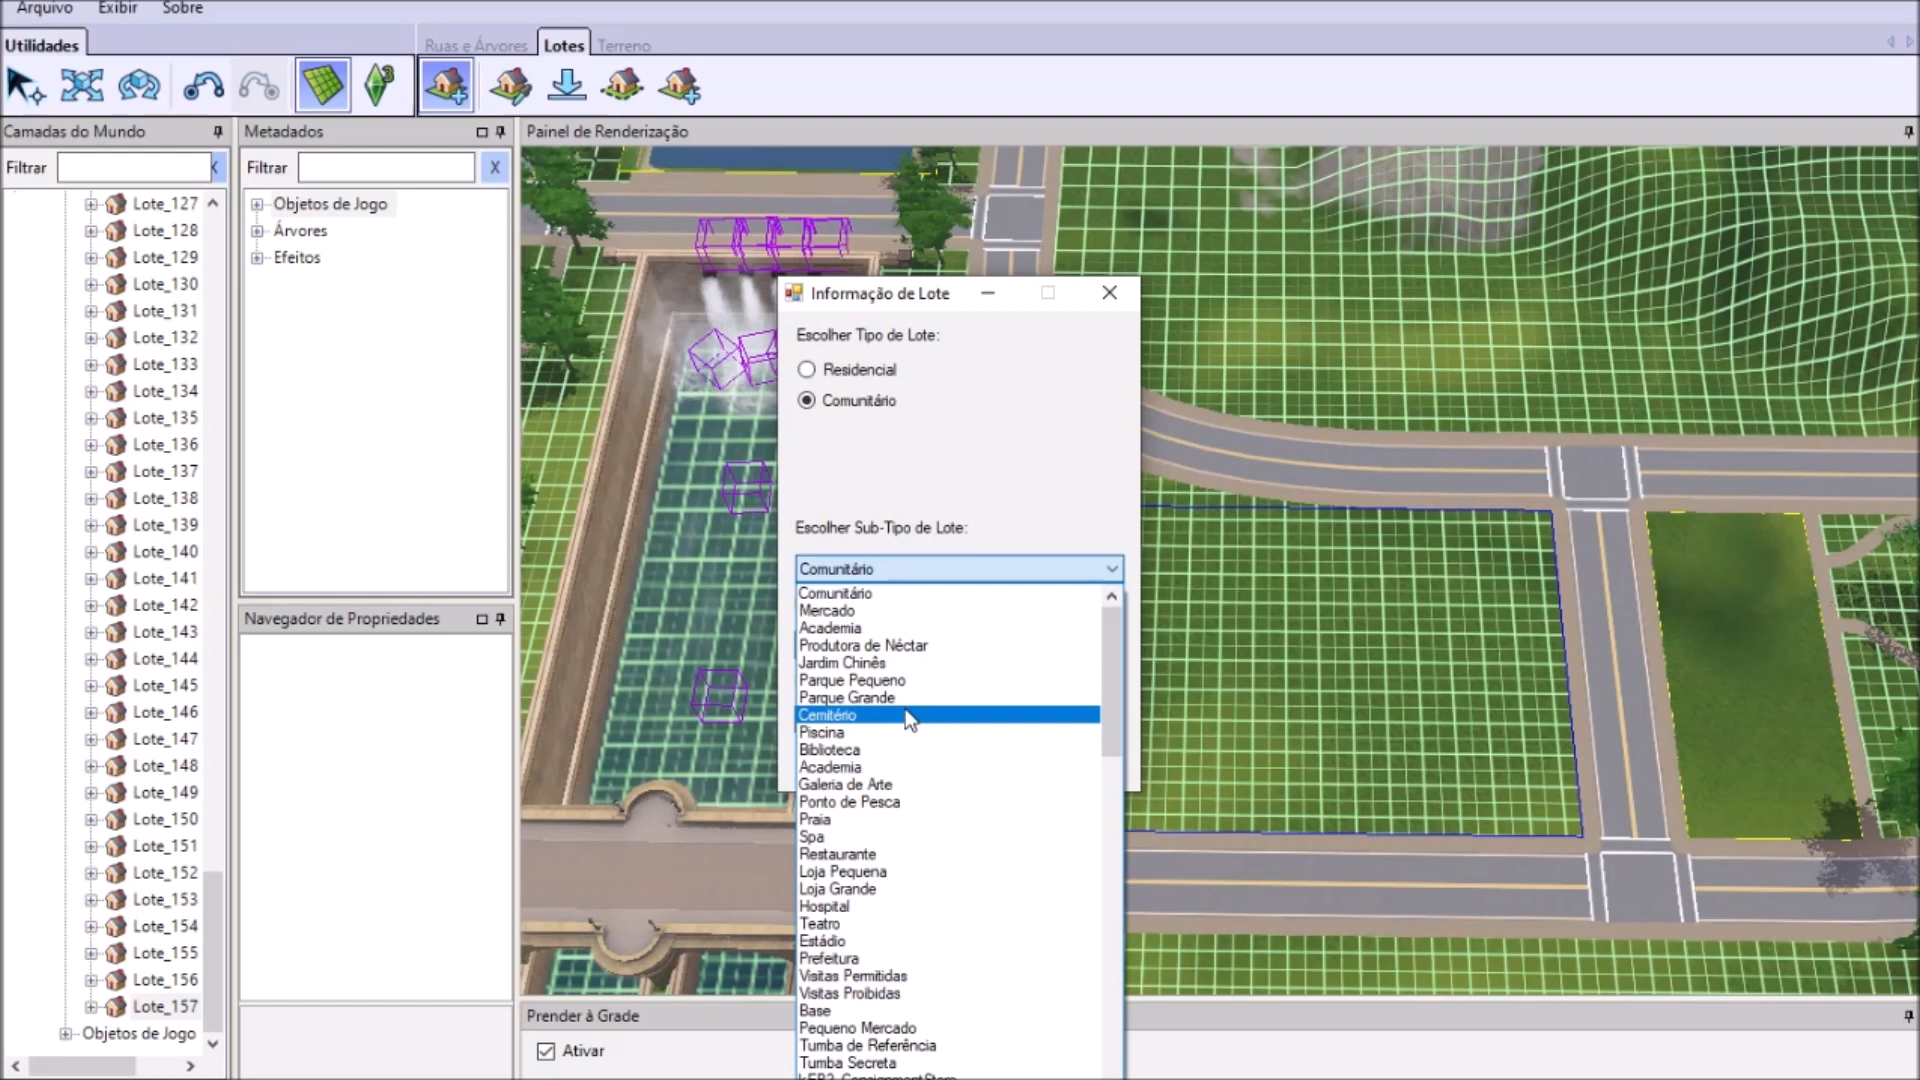 Arquivo Exibir Sobre
Utilidades
Ruas e Árvores Lotes Terreno
Camadas do Mundo
Filtrar
Lote_127
Lote_128
Lote_129
Lote_130
Lote_131
Lote_132
Lote_133
Lote_134
Lote_135
Lote_136
Lote_137
Lote_138
Lote_139
Lote_140
Lote_141
Lote_142
Lote_143
Lote_144
Lote_145
Lote_146
Lote_147
Lote_148
Lote_149
Lote_150
Lote_151
Lote_152
Lote_153
Lote_154
Lote_155
Lote_156
Lote_157
Objetos de Jogo
Metadados
Filtrar X
Objetos de Jogo
Árvores
Efeitos
Navegador de Propriedades
Painel de Renderização
Informação de Lote
Escolher Tipo de Lote:
Residencial
Comunitário
Escolher Sub-Tipo de Lote:
Comunitário
Comunitário
Mercado
Academia
Produtora de Néctar
Jardim Chinês
Parque Pequeno
Parque Grande
Cemitério
Piscina
Biblioteca
Academia
Galeria de Arte
Ponto de Pesca
Praia
Spa
Restaurante
Loja Pequena
Loja Grande
Hospital
Teatro
Estádio
Prefeitura
Visitas Permitidas
Visitas Proibidas
Base
Pequeno Mercado
Tumba de Referência
Tumba Secreta
Prender à Grade
Ativar